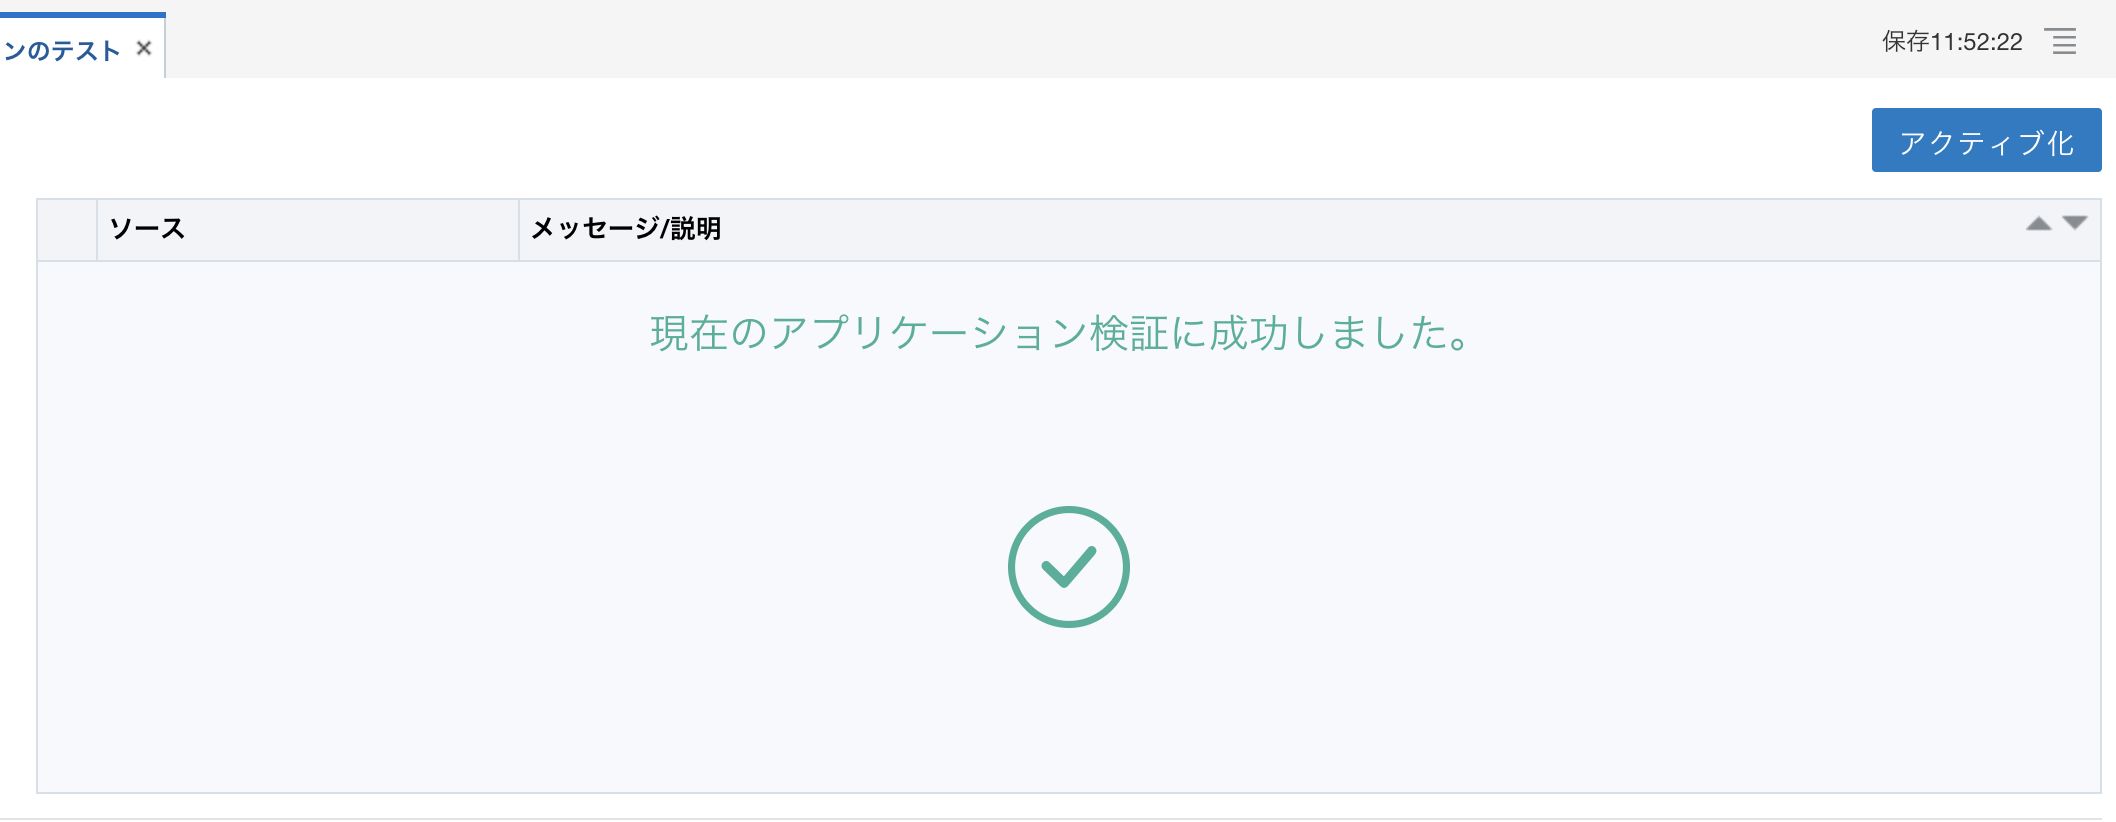 ンのテスト
保存11:52:22
アクティブ化
ソース
メッセージ/説明
現在のアプリケーション検証に成功しました。